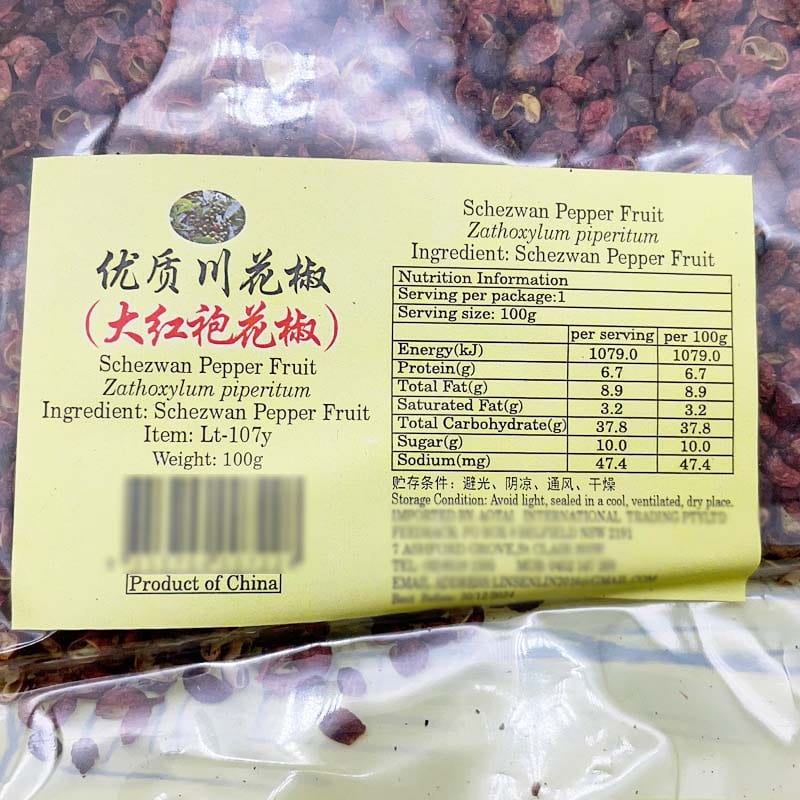 优质川花椒
(大红袍花椒)
Schezwan Pepper Fruit
Zathoxylum piperitum
Ingredient: Schezwan Pepper Fruit
Item: Lt-107y
Weight: 100g
Product of China
Schezwan Pepper Fruit
Zathoxylum piperitum
Ingredient: Schezwan Pepper Fruit
Nutrition Information
Serving per package:1
Serving size: 100g
per serving per 100g
Energy(kJ) 1079.0 1079.0
Protein(g) 6.7 6.7
Total Fat(g) 8.9 8.9
Saturated Fat(g) 3.2 3.2
Total Carbohydrate(g) 37.8 37.8
Sugar(g) 10.0 10.0
Sodium(mg) 47.4 47.4
贮存条件：避光、阴凉、通风、干燥
Storage Condition: Avoid light, sealed in a cool, ventilated, dry place.